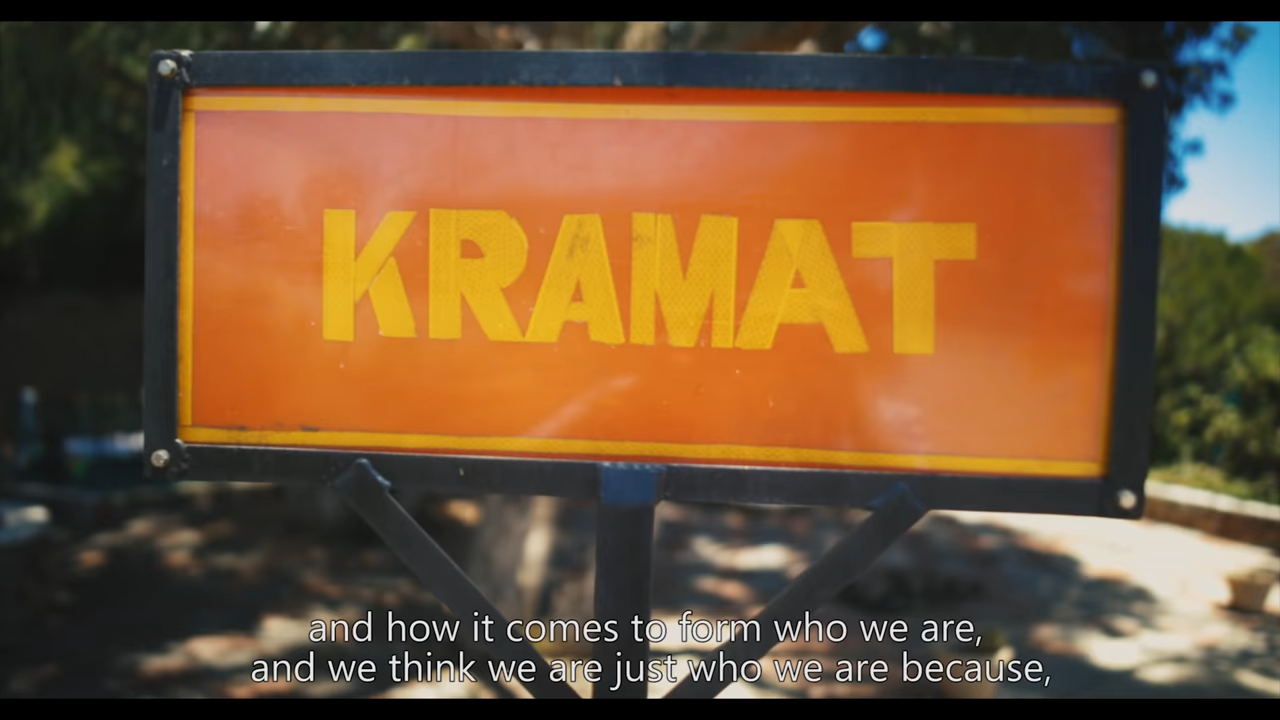 KRAMAT
and how it comes to form who we are,
and we think we are just who we are because,